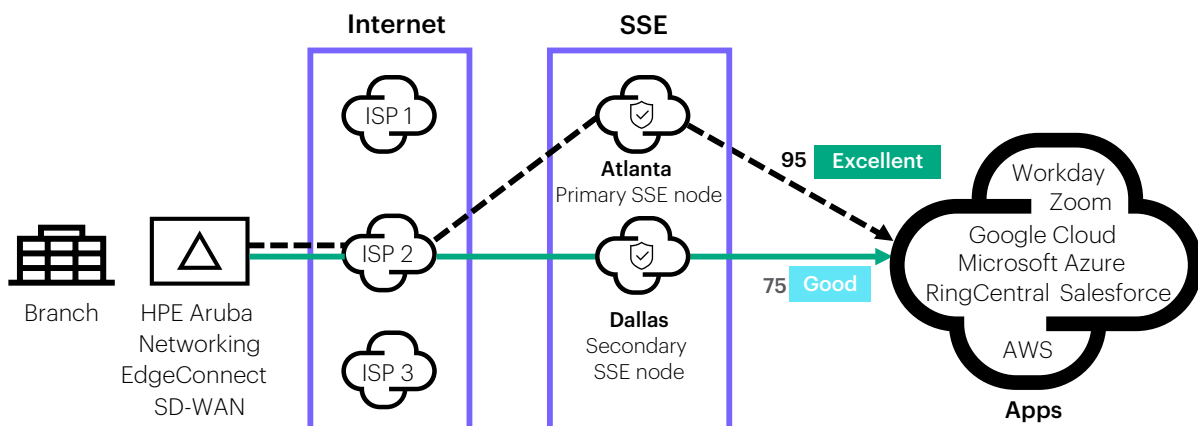 Internet
SSE
ISP 1
Atlanta
Primary SSE node
95 Excellent
Workday
Zoom
Google Cloud
Microsoft Azure
RingCentral Salesforce
AWS
Apps
Branch
HPE Aruba
Networking
EdgeConnect
SD-WAN
ISP 2
75 Good
Dallas
Secondary
SSE node
ISP 3